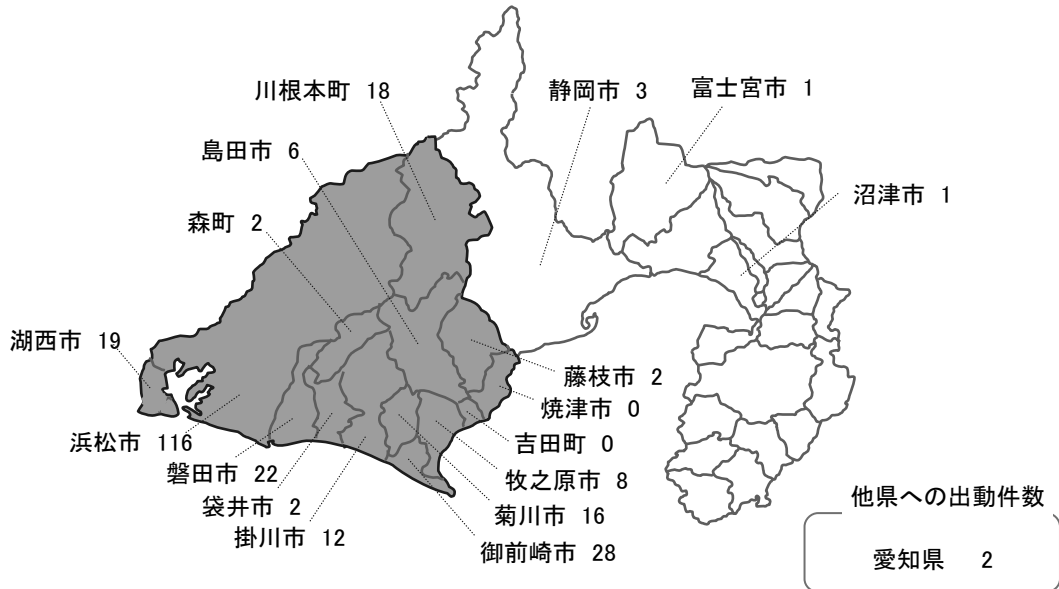 川根本町 18
静岡市 3
富士宮市 1
島田市 6
沼津市 1
森町 2
湖西市 19
藤枝市 2
焼津市 0
浜松市 116
吉田町 0
磐田市 22
牧之原市 8
袋井市 2
菊川市 16
掛川市 12
御前崎市 28
他県への出動件数
愛知県 2